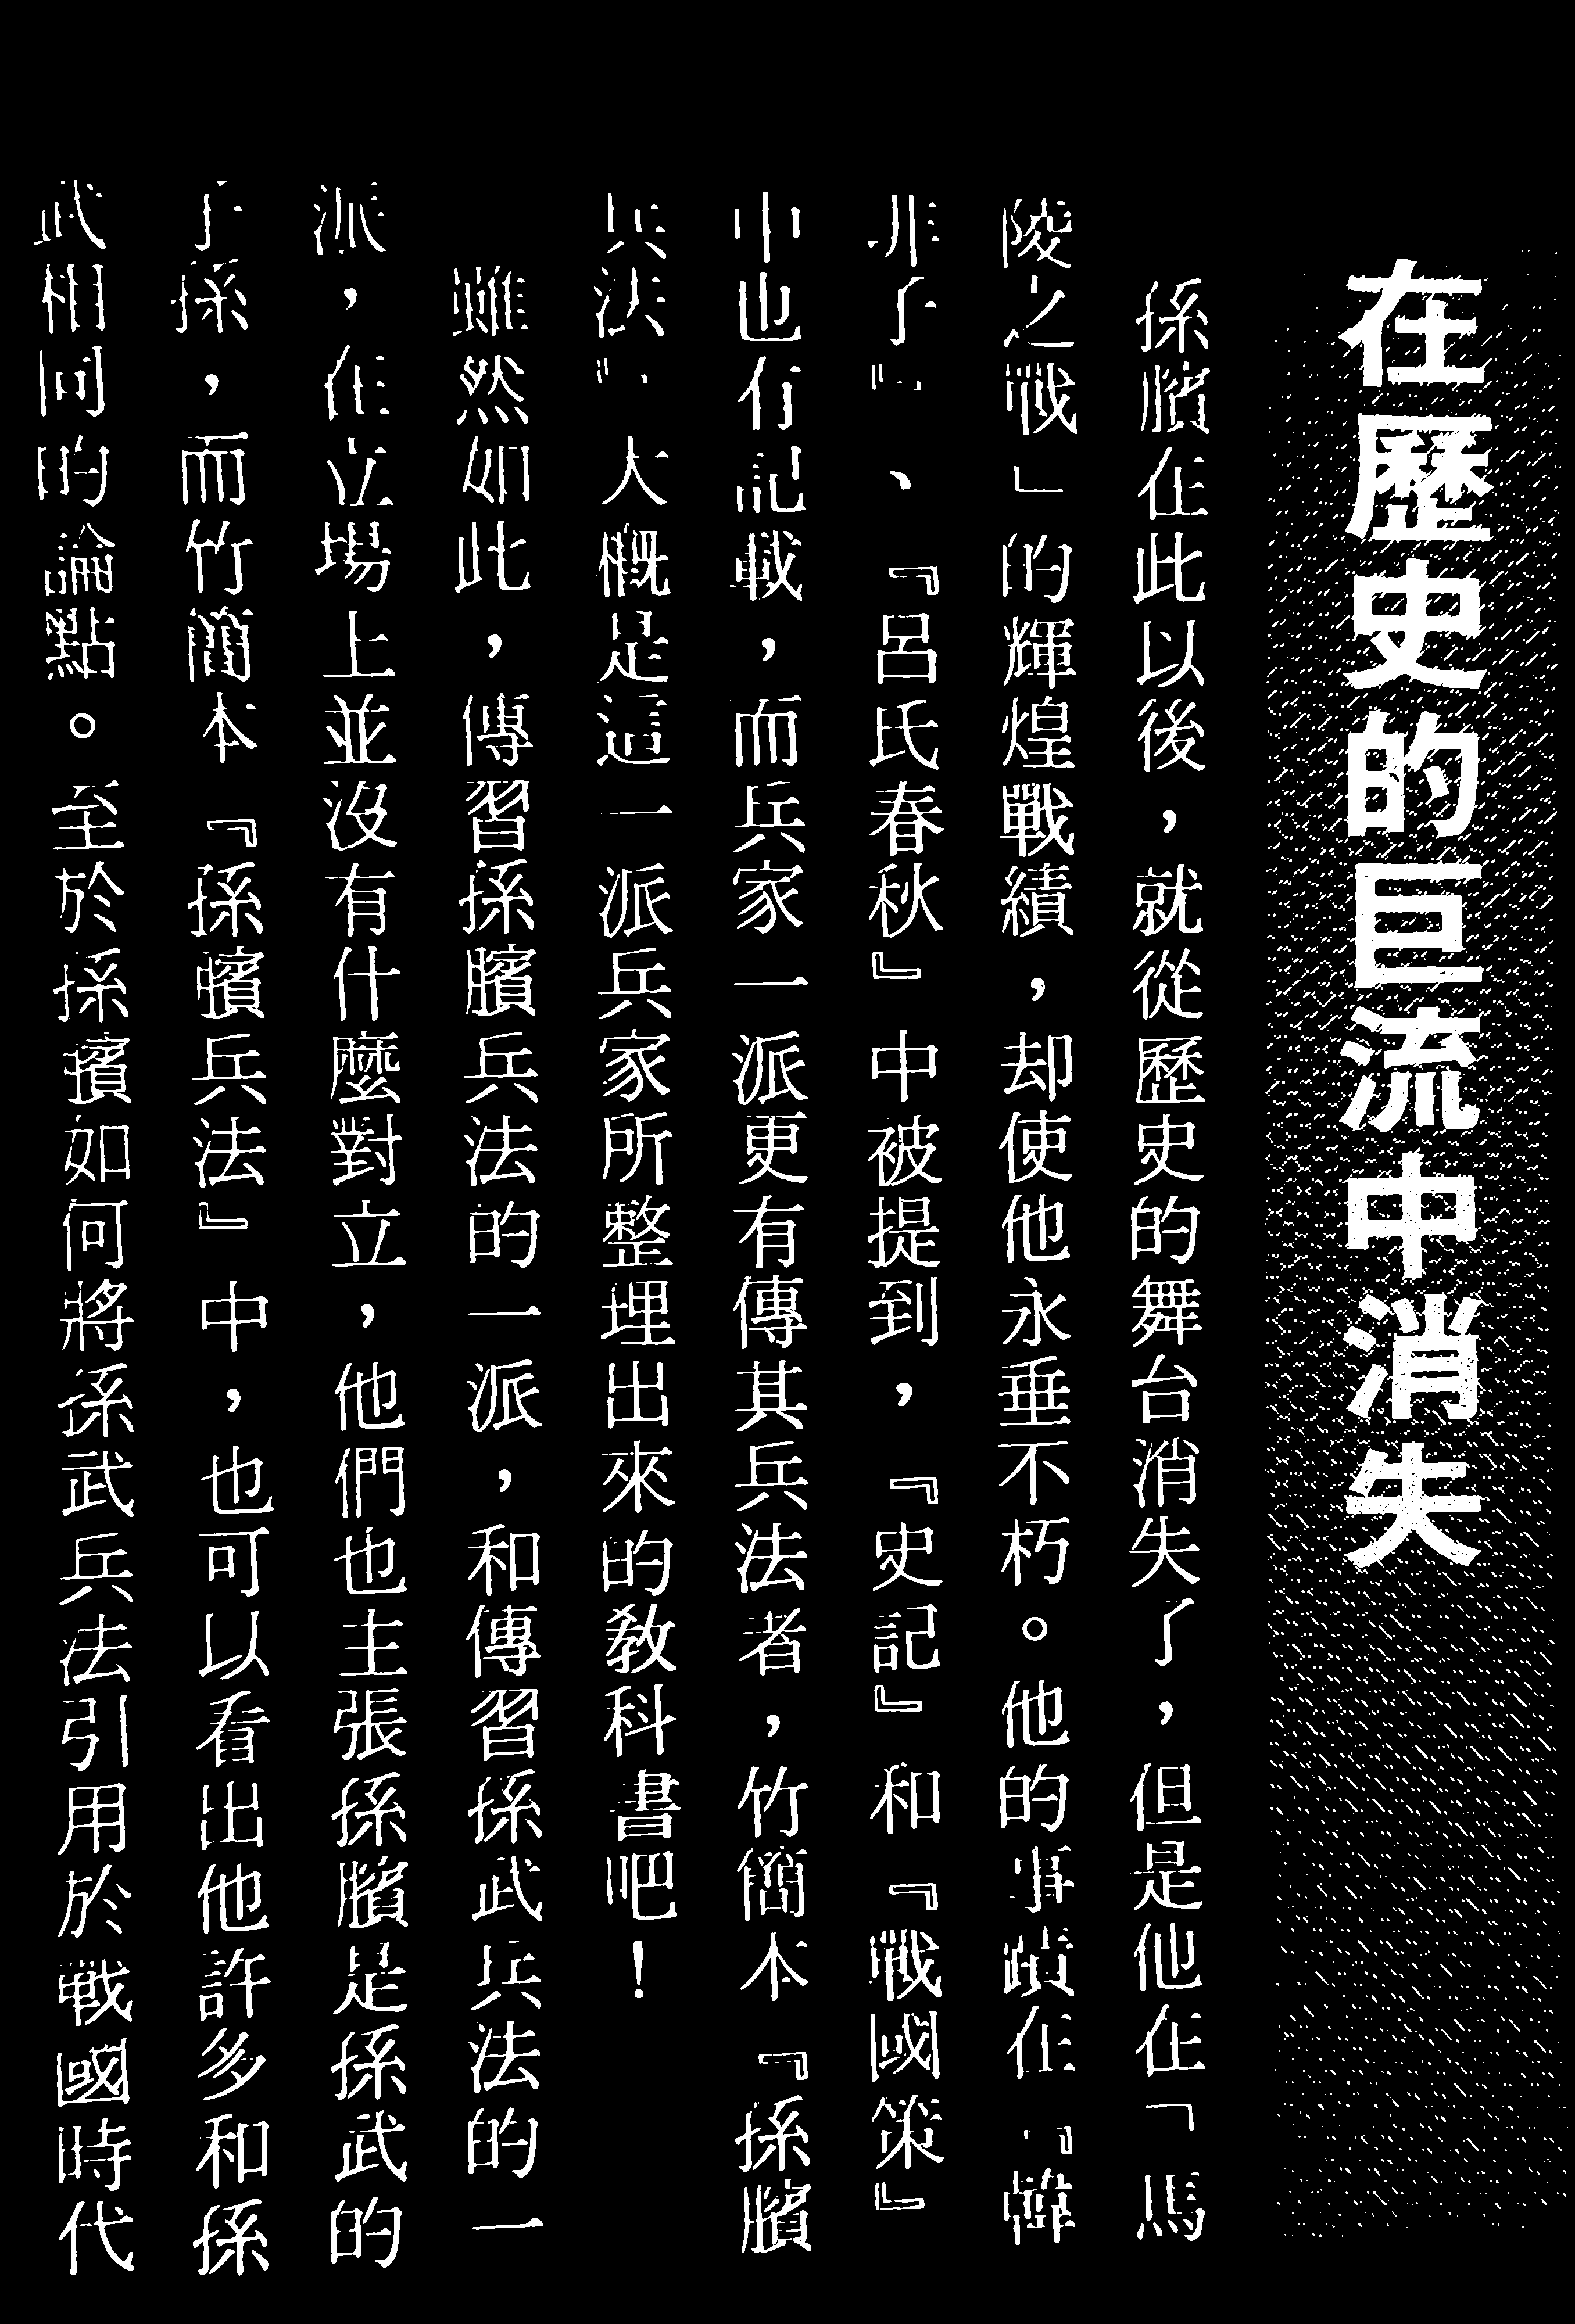 在歷史的巨流中消失
孫臏在此以後，就從歷史的舞台消失了，但是他在「馬
陵之戰」的輝煌戰績，却使他永垂不朽。他的事蹟在『韓
非子』、『呂氏春秋』中被提到，『史記』和『戰國策』
中也有記載，而兵家一派更有傳其兵法者，竹簡本『孫臏
兵法』，大概是這一派兵家所整理出來的教科書吧！
雖然如此，傳習孫臏兵法的一派，和傳習孫武兵法的一
派，在立場上並沒有什麼對立，他們也主張孫臏是孫武的
子孫，而竹簡本『孫臏兵法』中，也可以看出他許多和孫
武相同的論點。至於孫臏如何將孫武兵法引用於戰國時代